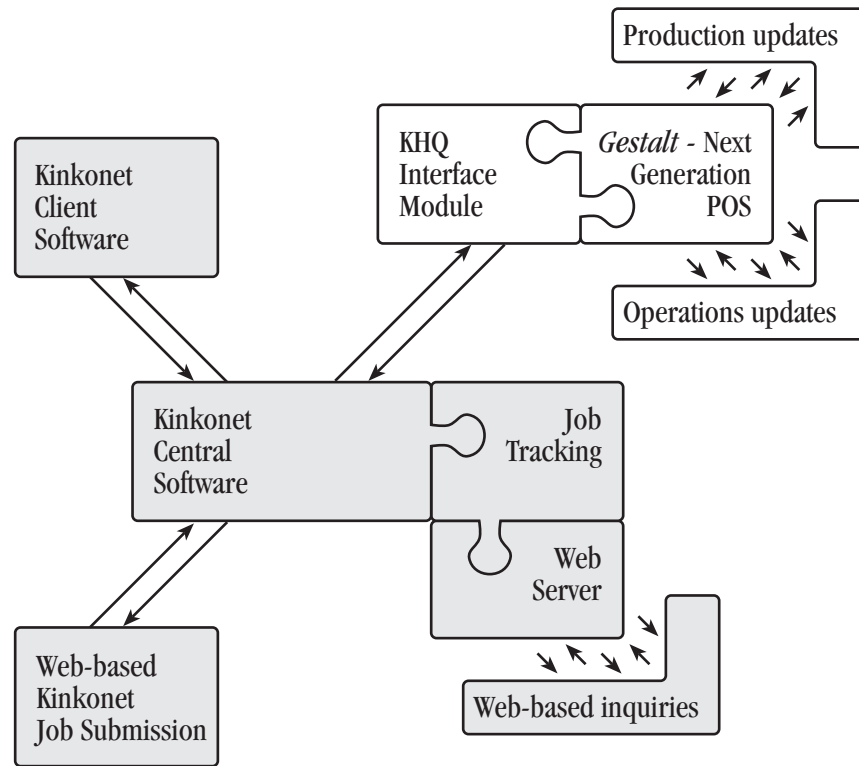 Production updates
KHQ
Interface
Module
Gestalt - Next
Generation
POS
Kinkonet
Client
Software
Operations updates
Kinkonet
Central
Software
Job
Tracking
Web
Server
Web-based
Kinkonet
Job Submission
Web-based inquiries